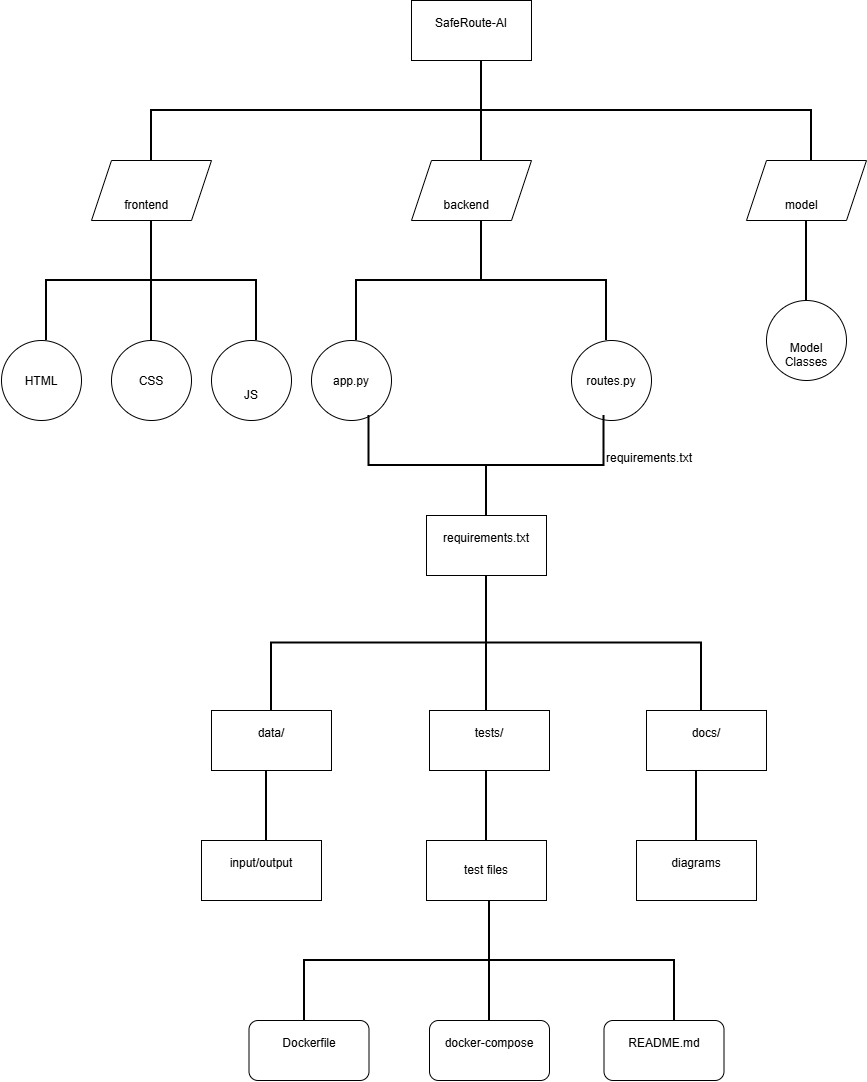 SafeRoute-AI
frontend
backend
model
HTML
CSS
JS
app.py
routes.py
Model
Classes
requirements.txt
requirements.txt
data/
tests/
docs/
input/output
test files
diagrams
Dockerfile
docker-compose
README.md